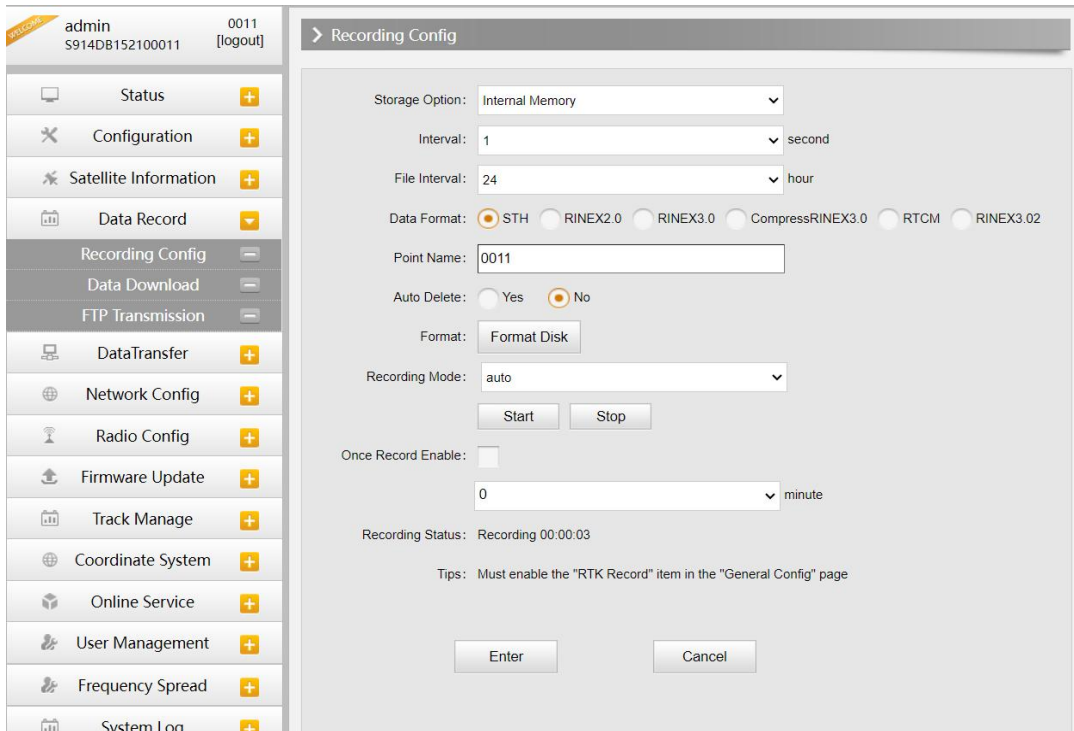 WELCOME
admin
0011
S914DB152100011
[logout]
Status
Configuration
Satellite Information
Data Record
Recording Config
Data Download
FTP Transmission
DataTransfer
Network Config
Radio Config
Firmware Update
Track Manage
Coordinate System
Online Service
User Management
Frequency Spread
System Log
Recording Config
Storage Option: Internal Memory
Interval: 1 second
File Interval: 24 hour
Data Format: STH RINEX2.0 RINEX3.0 CompressRINEX3.0 RTCM RINEX3.02
Point Name: 0011
Auto Delete: Yes No
Format: Format Disk
Recording Mode: auto
Start Stop
Once Record Enable:
0 minute
Recording Status: Recording 00:00:03
Tips: Must enable the "RTK Record" item in the "General Config" page
Enter Cancel